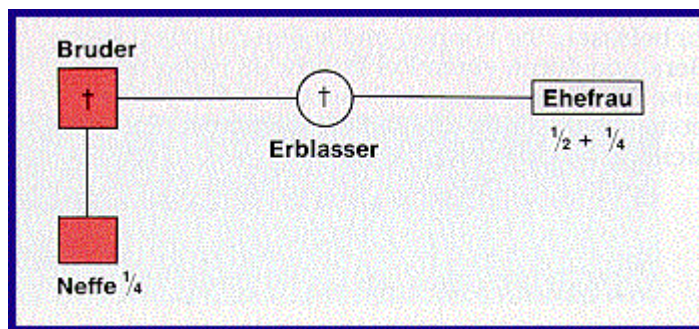 Bruder
†
†
Ehefrau
Erblasser
½ + ¼
Neffe ¼